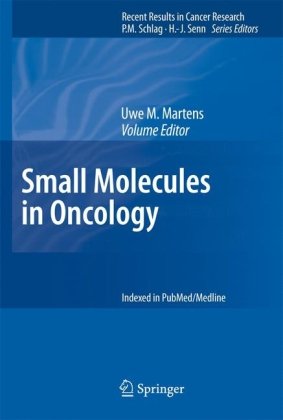 Recent Results in Cancer Research
P.M. Schlag · H.-J. Senn Series Editors
Uwe M. Martens
Volume Editor
Small Molecules
in Oncology
Indexed in PubMed/Medline
Springer